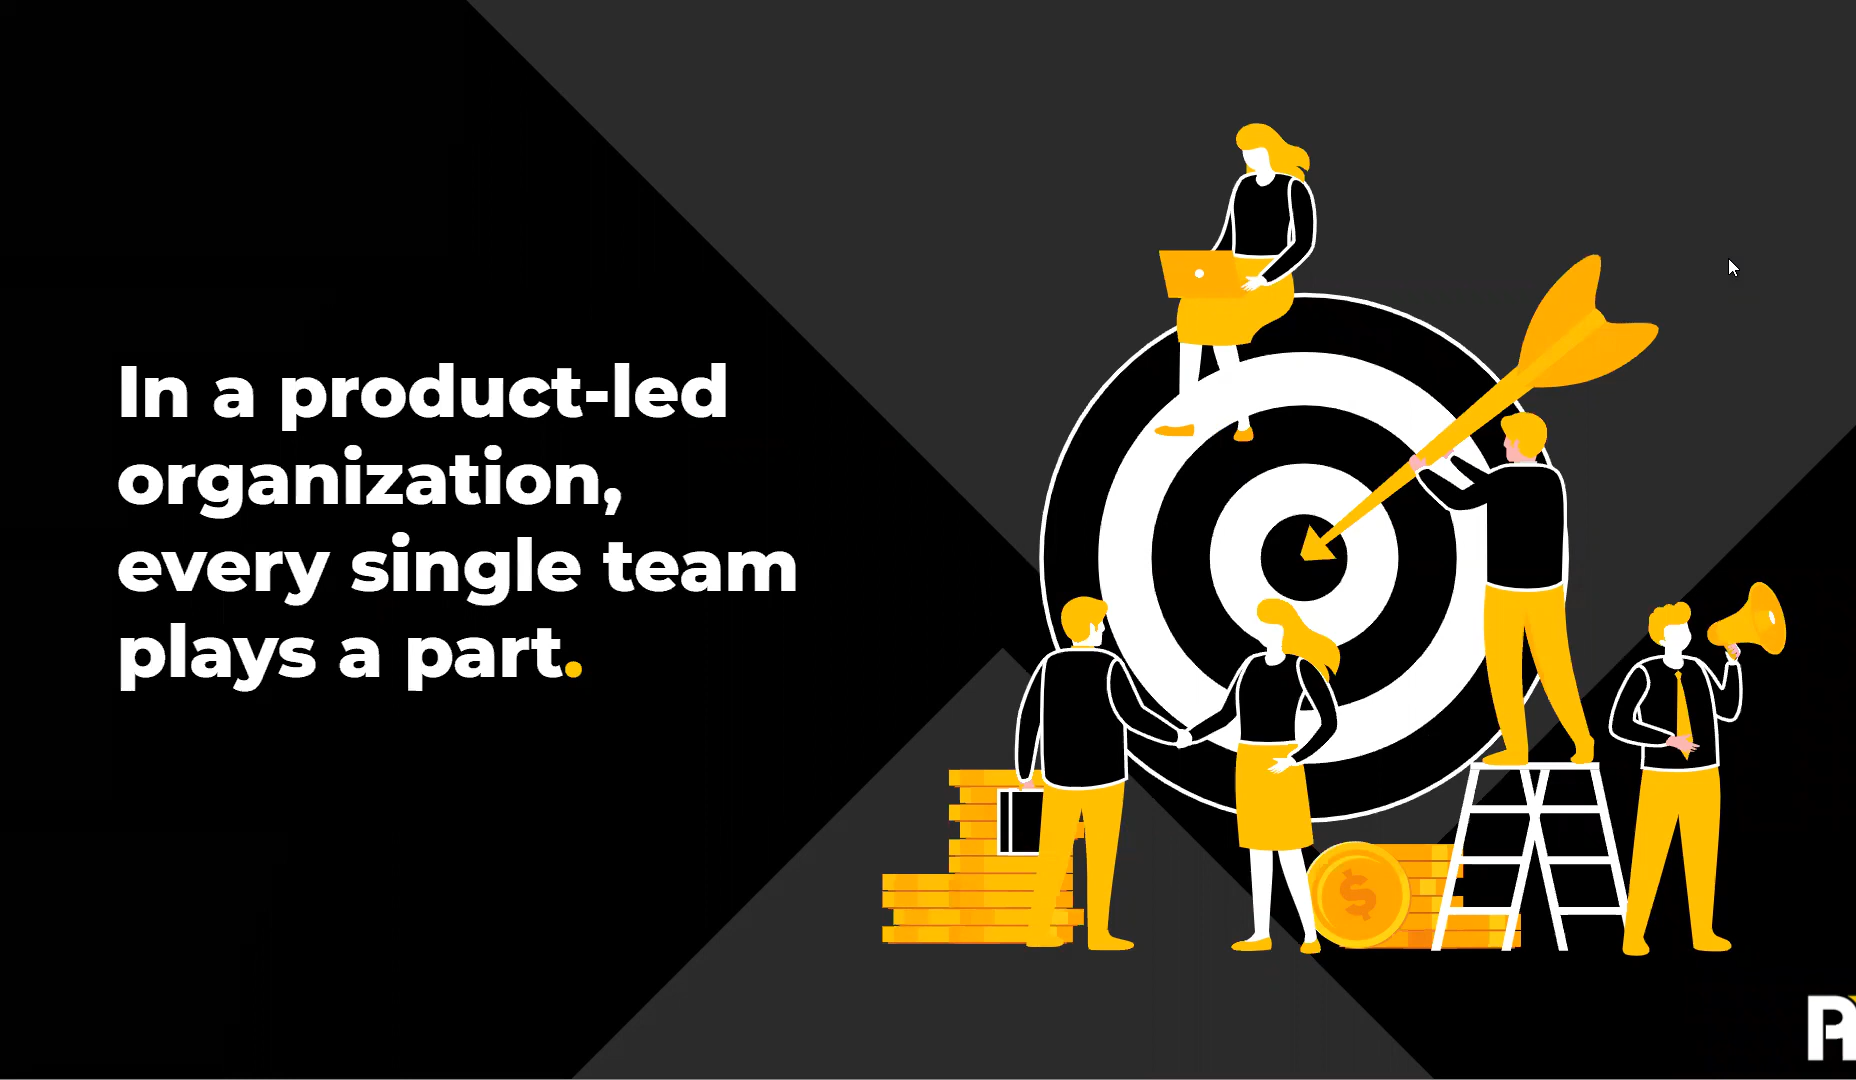 In a product-led
organization,
every single team
plays a part.
$